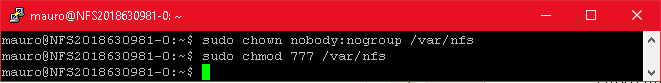 mauro@NFS2018630981-0: ~
mauro@NFS2018630981-0:~$ sudo chown nobody:nogroup /var/nfs
mauro@NFS2018630981-0:~$ sudo chmod 777 /var/nfs
mauro@NFS2018630981-0:~$